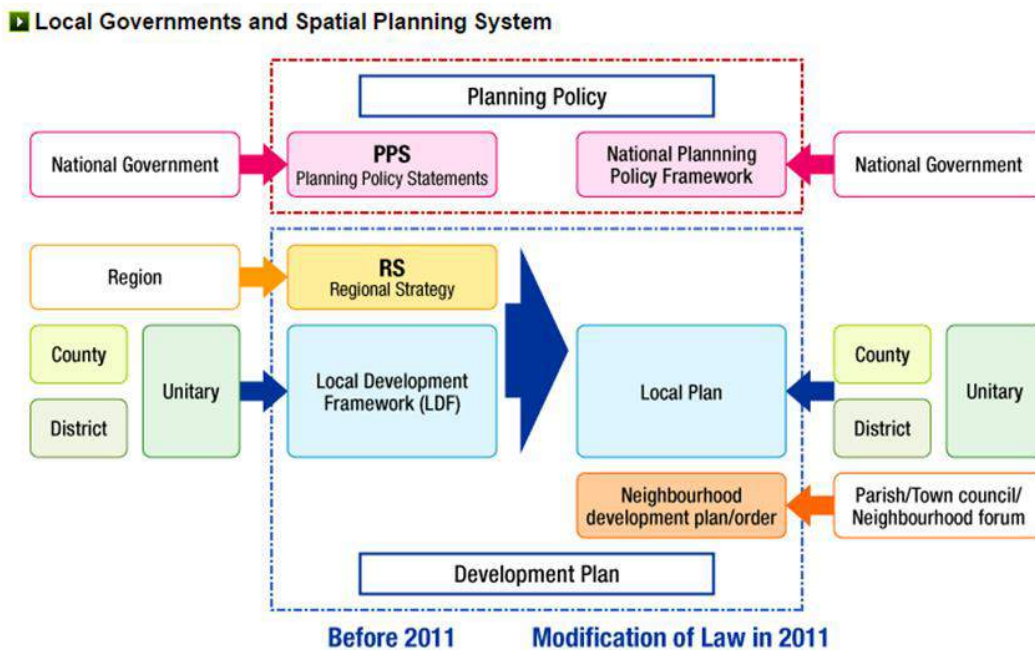 Local Governments and Spatial Planning System
Planning Policy
National Government
PPS
Planning Policy Statements
National Plannning
Policy Framework
National Government
Region
RS
Regional Strategy
County
District
Unitary
Local Development
Framework (LDF)
Local Plan
County
District
Unitary
Neighbourhood
development plan/order
Parish/Town council/
Neighbourhood forum
Development Plan
Before 2011
Modification of Law in 2011